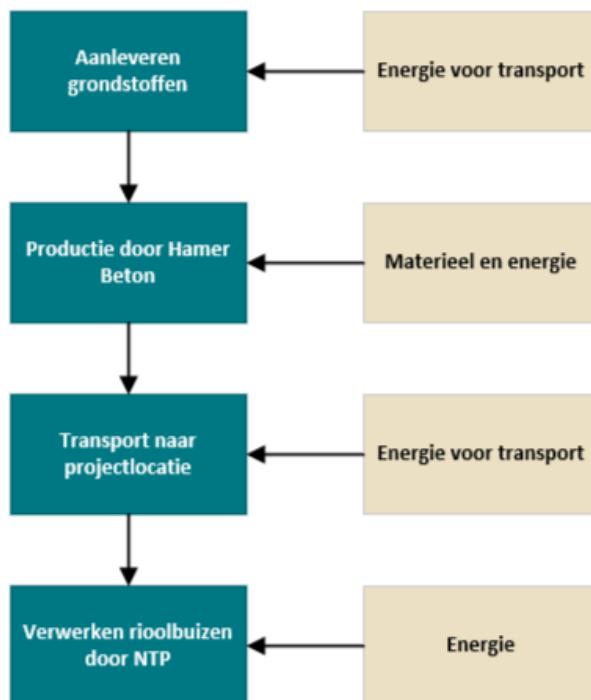 Aanleveren
grondstoffen
Energie voor transport
Productie door Hamer
Beton
Materieel en energie
Transport naar
projectlocatie
Energie voor transport
Verwerken rioolbuizen
door NTP
Energie